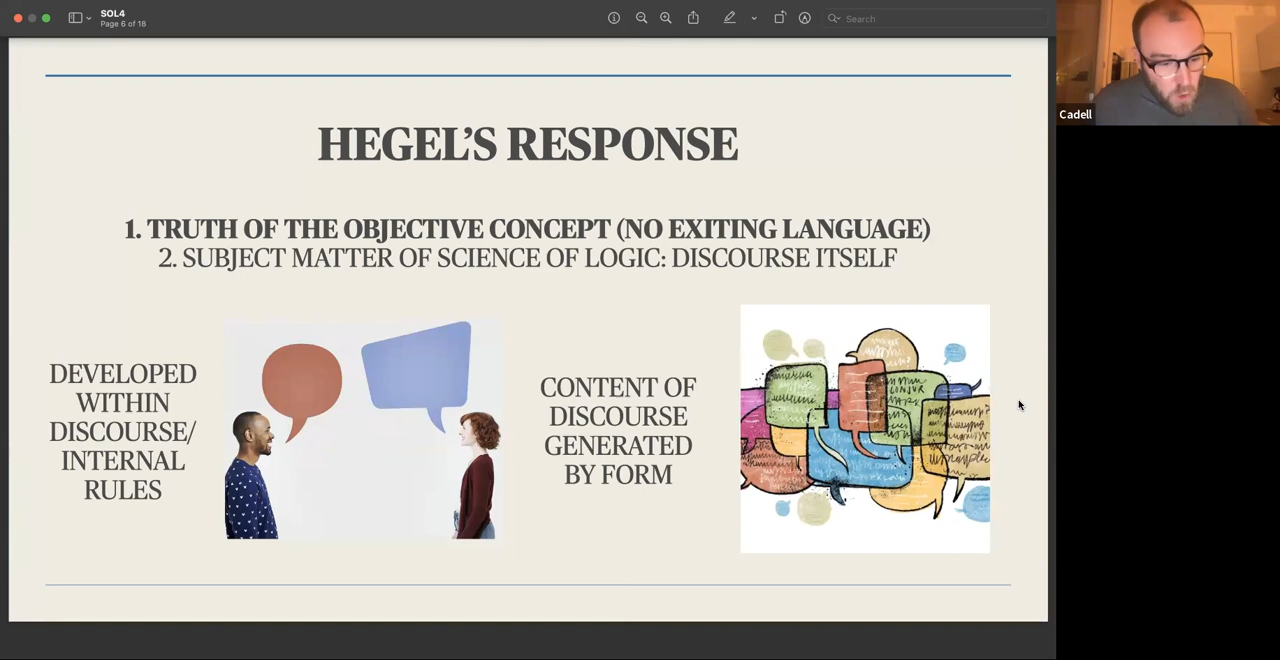 SOL4
Page 6 of 18
Search
Cadell
HEGEL'S RESPONSE
1. TRUTH OF THE OBJECTIVE CONCEPT (NO EXITING LANGUAGE)
2. SUBJECT MATTER OF SCIENCE OF LOGIC: DISCOURSE ITSELF
DEVELOPED
WITHIN
DISCOURSE/
INTERNAL
RULES
CONTENT OF
DISCOURSE
GENERATED
BY FORM